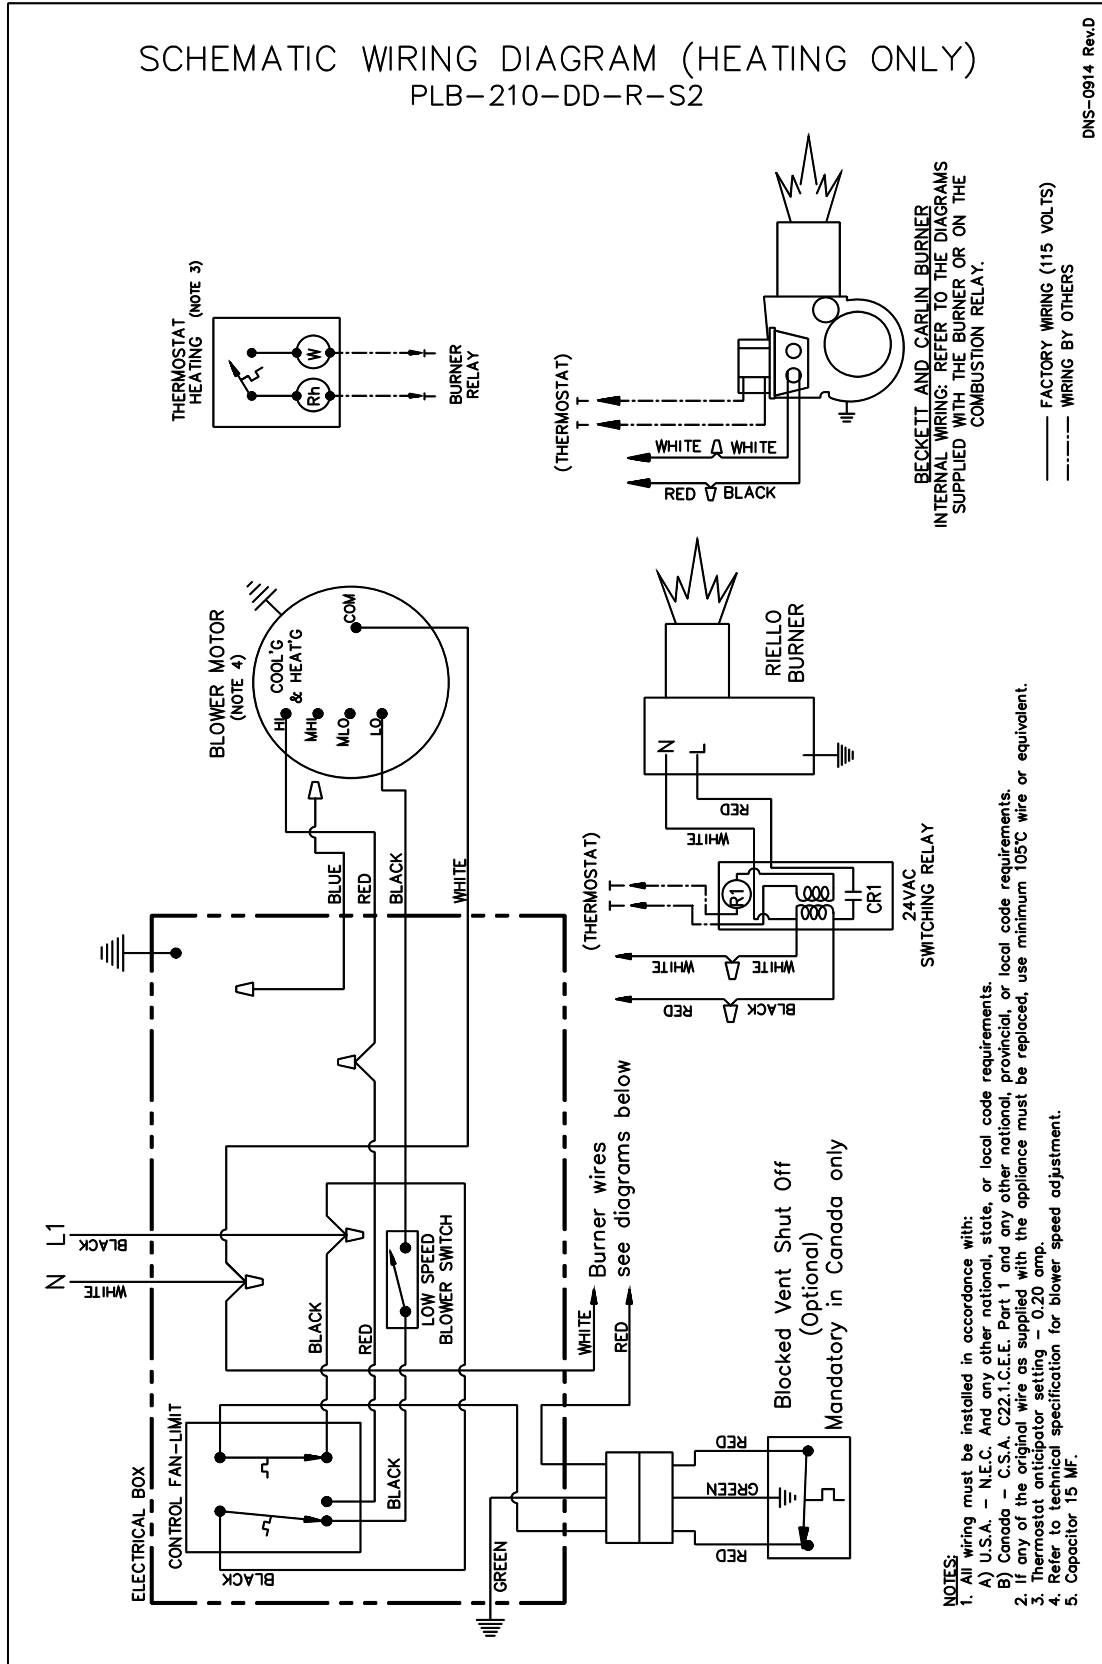 SCHEMATIC WIRING DIAGRAM (HEATING ONLY)
PLB-210-DD-R-S2
DNS-0914 Rev.D
THERMOSTAT
HEATING (NOTE 3)
Rh
W
BURNER
RELAY
(THERMOSTAT)
WHITE
WHITE
RED
BLACK
BECKETT AND CARLIN BURNER
INTERNAL WIRING: REFER TO THE DIAGRAMS
SUPPLIED WITH THE BURNER OR ON THE
COMBUSTION RELAY.
FACTORY WIRING (115 VOLTS)
WIRING BY OTHERS
BLOWER MOTOR
(NOTE 4)
COOL'G
& HEAT'G
COM
HI
MHI
MLO
LO
BLUE
RED
BLACK
WHITE
L1
BLACK
N
WHITE
ELECTRICAL BOX
CONTROL FAN-LIMIT
BLACK
RED
BLACK
BLACK
LOW SPEED
BLOWER SWITCH
GREEN
WHITE
RED
Burner wires
see diagrams below
RED
GREEN
RED
Blocked Vent Shut Off
(Optional)
Mandatory in Canada only
(THERMOSTAT)
WHITE
WHITE
RED
BLACK
R1
CR1
24VAC
SWITCHING RELAY
WHITE
RED
N
L
RIELLO
BURNER
NOTES:
1. All wiring must be installed in accordance with:
A) U.S.A. - N.E.C. And any other national, state, or local code requirements.
B) Canada - C.S.A. C22.1.C.E.E. Part 1 and any other national, provincial, or local code requirements.
2. If any of the original wire as supplied with the appliance must be replaced, use minimum 105°C wire or equivalent.
3. Thermostat anticipator setting - 0.20 amp.
4. Refer to technical specification for blower speed adjustment.
5. Capacitor 15 MF.